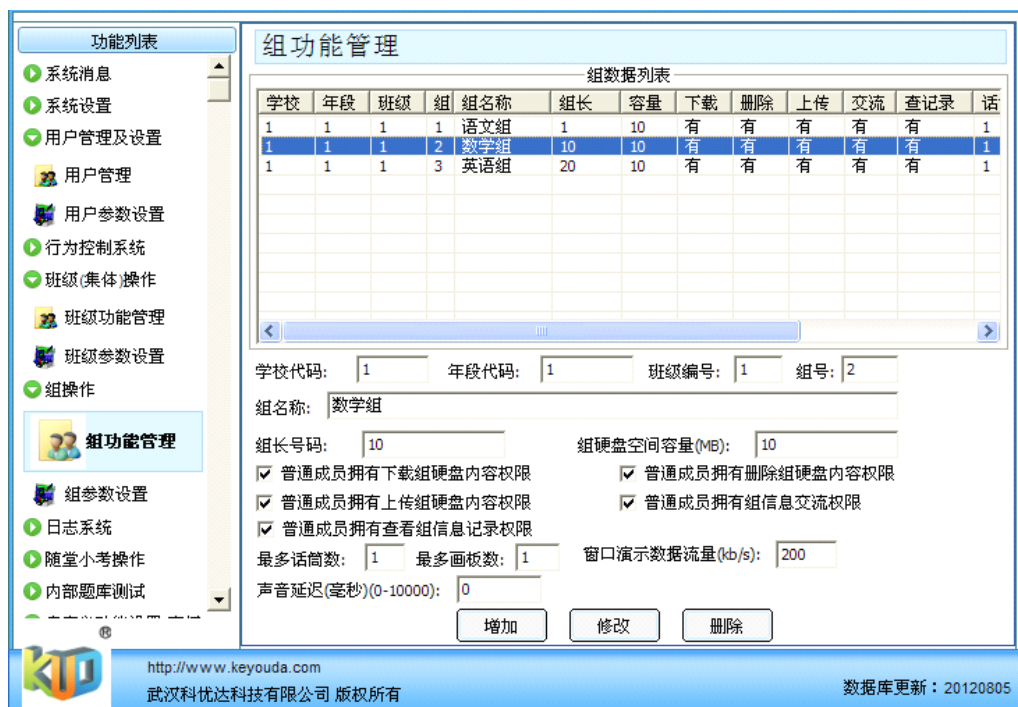 功能列表
系统消息
系统设置
用户管理及设置
用户管理
用户参数设置
行为控制系统
班级(集体)操作
班级功能管理
班级参数设置
组操作
组功能管理
组参数设置
日志系统
随堂小考操作
内部题库测试
组功能管理
组数据列表
学校 年段 班级 组 组名称 组长 容量 下载 删除 上传 交流 查记录 话
1 1 1 1 语文组 1 10 有 有 有 有 有 1
1 1 1 2 数学组 10 10 有 有 有 有 有 1
1 1 1 3 英语组 20 10 有 有 有 有 有 1
学校代码: 1 年段代码: 1 班级编号: 1 组号: 2
组名称: 数学组
组长号码: 10 组硬盘空间容量(MB): 10
普通成员拥有下载组硬盘内容权限 普通成员拥有删除组硬盘内容权限
普通成员拥有上传组硬盘内容权限 普通成员拥有组信息交流权限
普通成员拥有查看组信息记录权限
最多话筒数: 1 最多画板数: 1 窗口演示数据流量(kb/s): 200
声音延迟(毫秒)(0-10000): 0
增加 修改 删除
KYD ®
http://www.keyouda.com
武汉科优达科技有限公司 版权所有
数据库更新：20120805